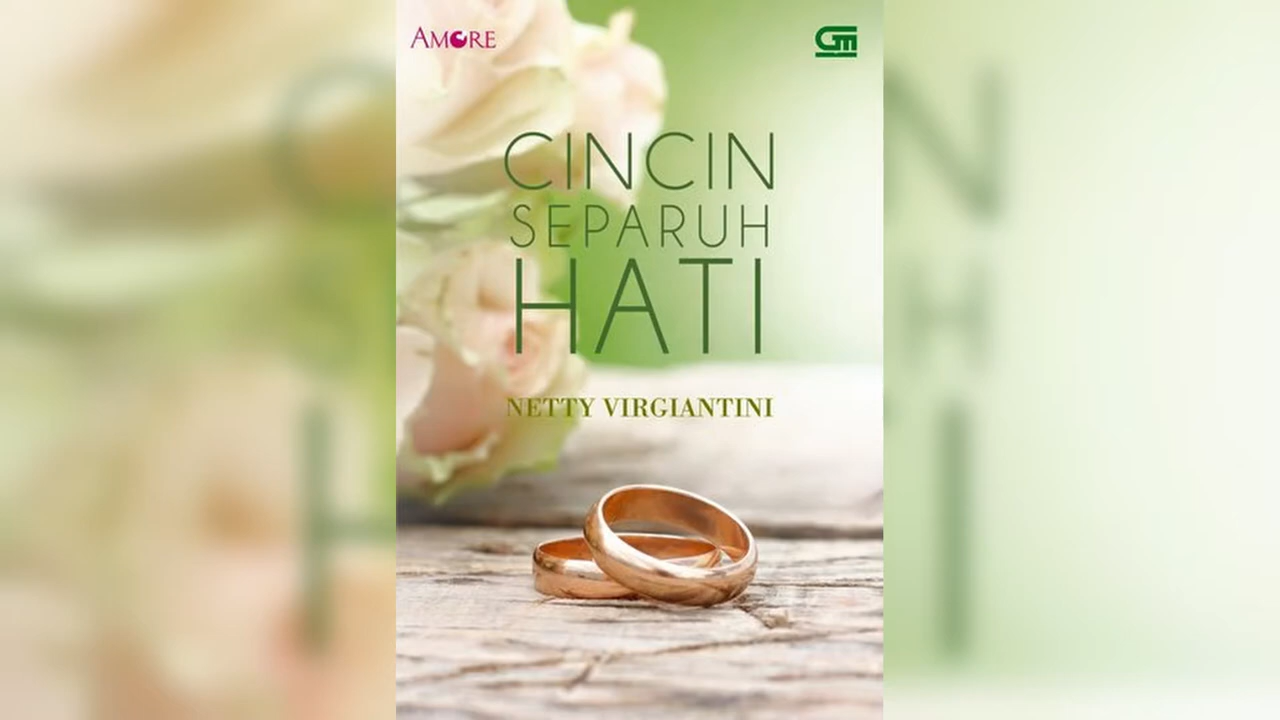 AMORE
GM
CINCIN
SEPARUH
HATI
NETTY VIRGIANTINI